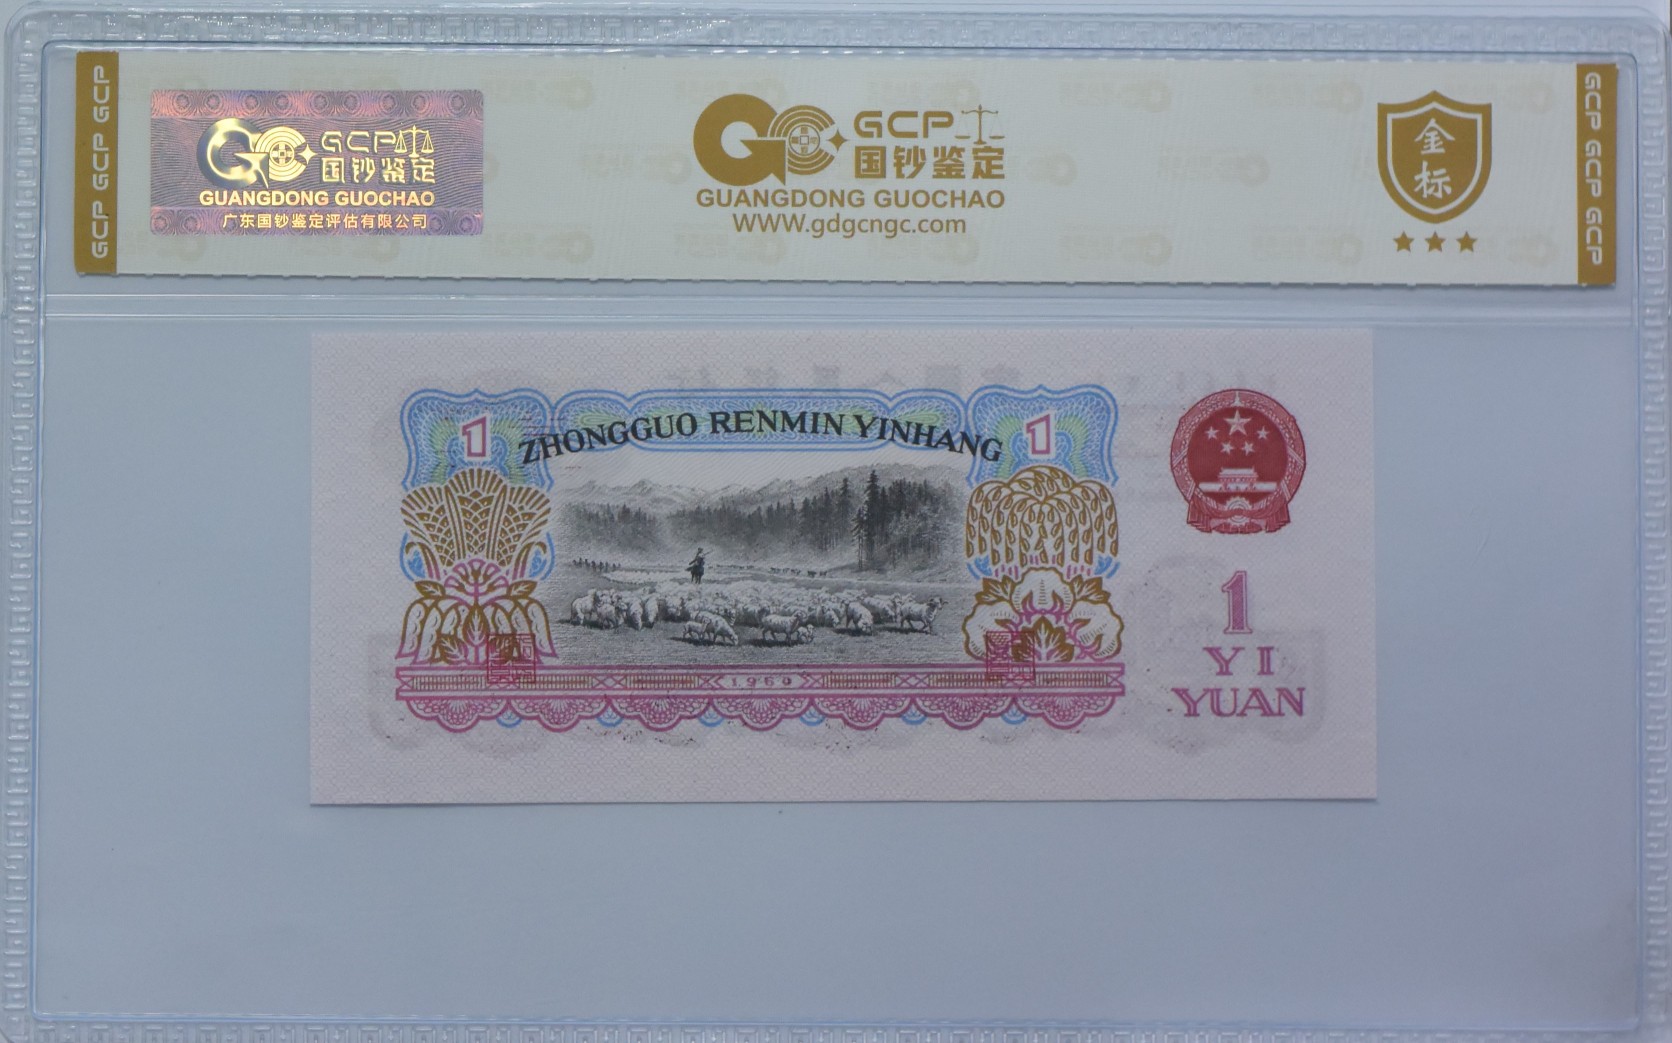 GCP GCP GCP
GCP
国钞鉴定
GUANGDONG GUOCHAO
广东国钞鉴定评估有限公司
GCP
国钞鉴定
GUANGDONG GUOCHAO
www.gdgcngc.com
金
标
GCP GCP GCP
1
ZHONGGUO RENMIN YINHANG
1
1
YI
YUAN
1960